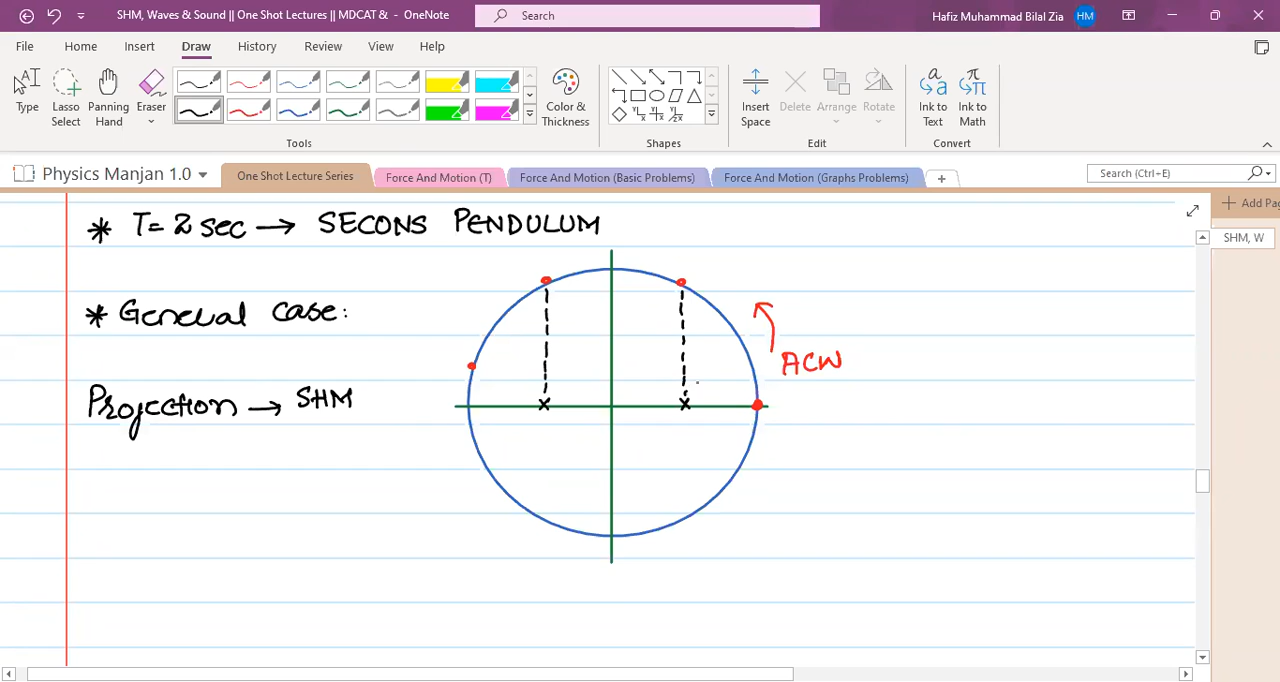 SHM, Waves & Sound || One Shot Lectures || MDCAT & - OneNote
Search
Hafiz Muhammad Bilal Zia HM
File Home Insert Draw History Review View Help
Type
Lasso Select
Panning Hand
Eraser
Color & Thickness
Insert Space
Delete
Arrange
Rotate
Ink to Text
Ink to Math
Tools Shapes Edit Convert
Physics Manjan 1.0
One Shot Lecture Series
Force And Motion (T)
Force And Motion (Basic Problems)
Force And Motion (Graphs Problems)
Search (Ctrl+E)
Add Pag
SHM, W
* T= 2 sec → SECONS PENDULUM
* General Case:
ACW
Projection → SHM